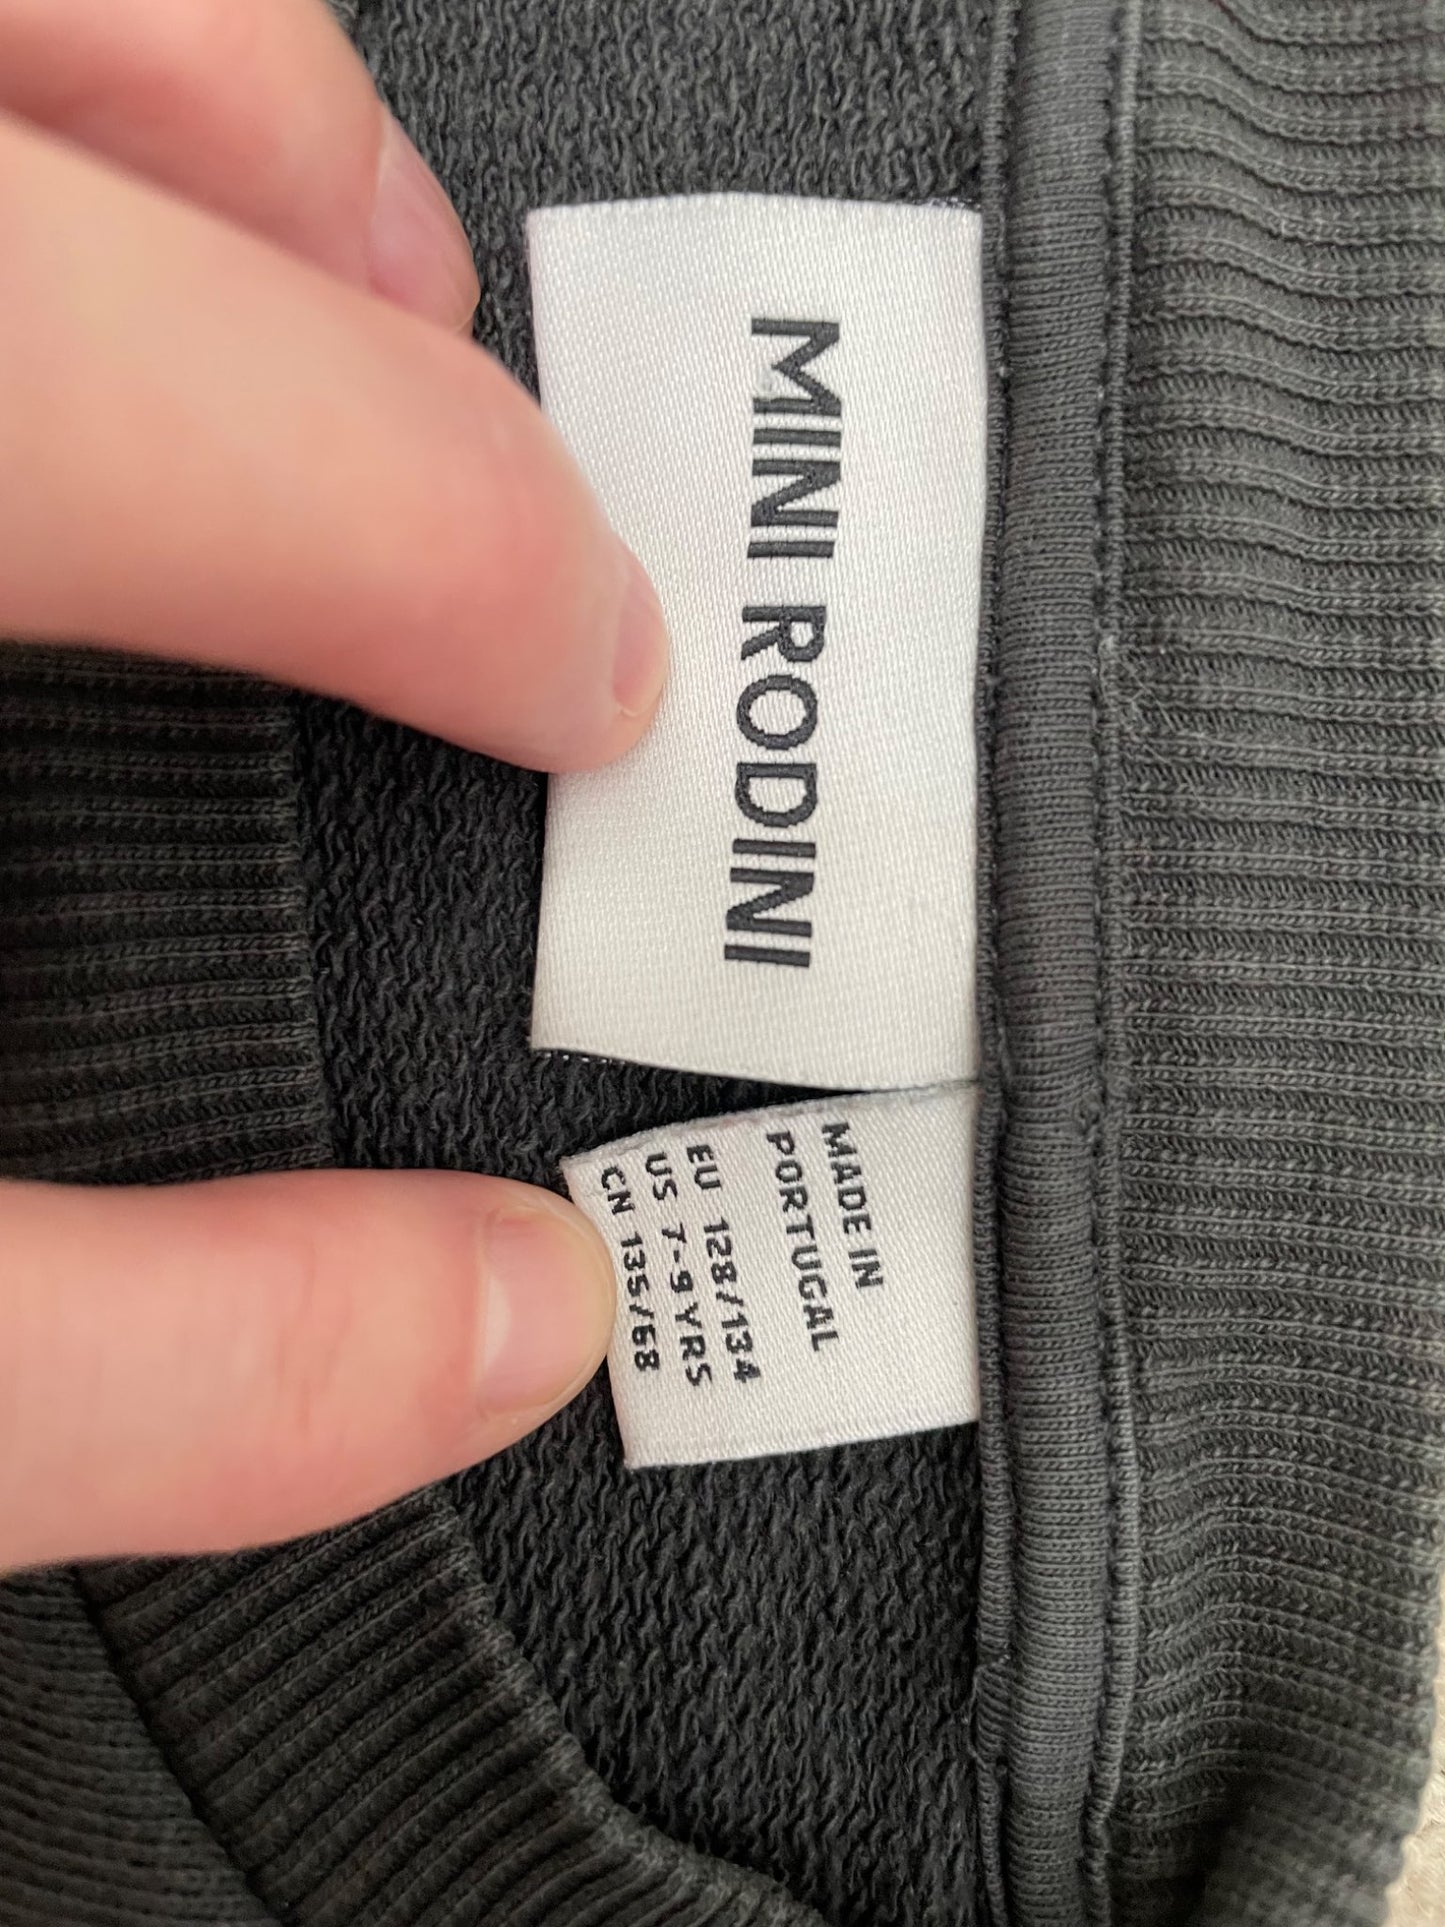 MINI RODINI
MADE IN
PORTUGAL
EU 128/134
US 7-9 YRS
CN 135/68